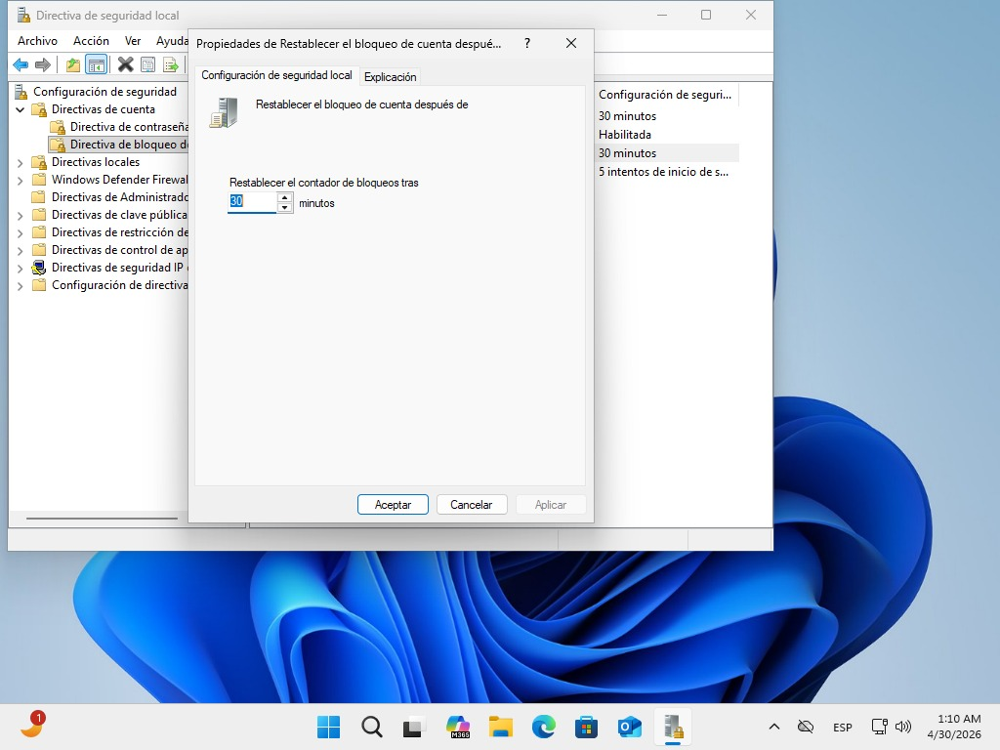 Directiva de seguridad local
Archivo Acción Ver Ayuda
Propiedades de Restablecer el bloqueo de cuenta despué... ?
Configuración de seguridad local Explicación
Restablecer el bloqueo de cuenta después de
Restablecer el contador de bloqueos tras
30 minutos
Aceptar Cancelar Aplicar
Configuración de seguridad
Directivas de cuenta
Directiva de contraseña
Directiva de bloqueo de
Directivas locales
Windows Defender Firewal
Directivas de Administrado
Directivas de clave pública
Directivas de restricción de
Directivas de control de ap
Directivas de seguridad IP
Configuración de directiva
Configuración de seguri...
30 minutos
Habilitada
30 minutos
5 intentos de inicio de s...
1
M365
ESP
1:10 AM
4/30/2026